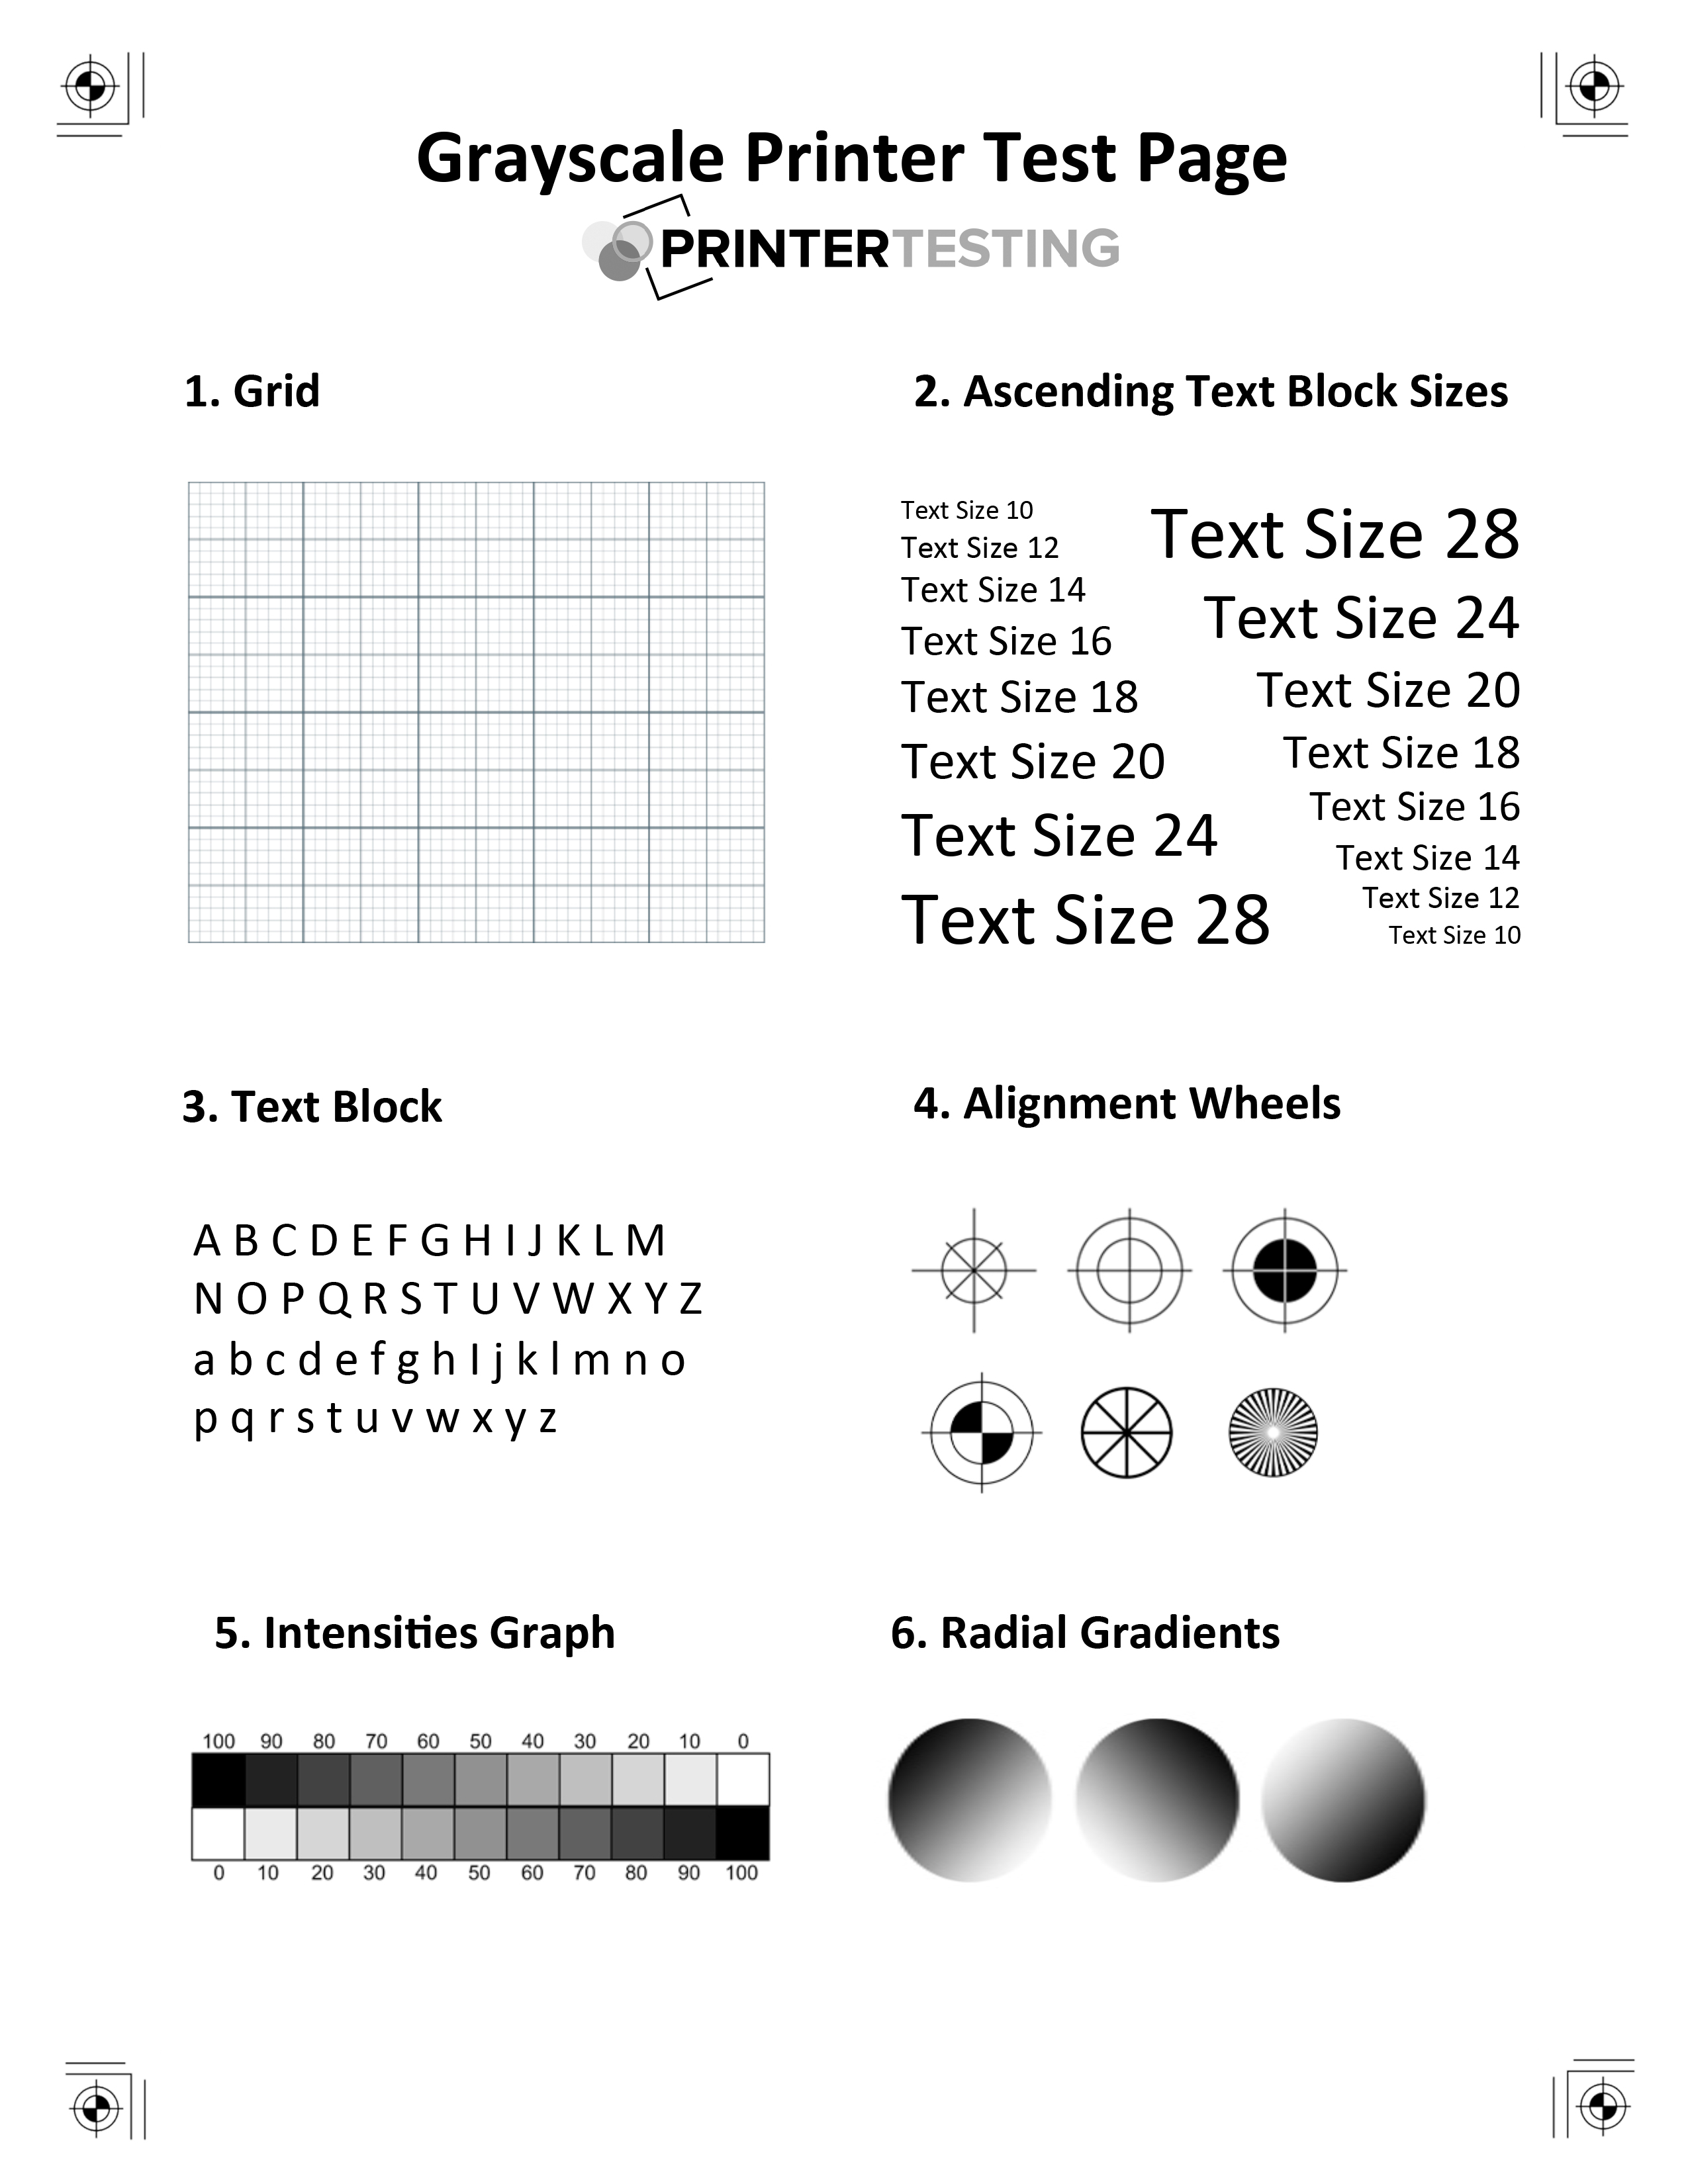 Grayscale Printer Test Page
PRINTERTESTING
1. Grid
2. Ascending Text Block Sizes
Text Size 10
Text Size 12
Text Size 14
Text Size 16
Text Size 18
Text Size 20
Text Size 24
Text Size 28
Text Size 28
Text Size 24
Text Size 20
Text Size 18
Text Size 16
Text Size 14
Text Size 12
Text Size 10
3. Text Block
A B C D E F G H I J K L M
N O P Q R S T U V W X Y Z
a b c d e f g h I j k l m n o
p q r s t u v w x y z
4. Alignment Wheels
5. Intensities Graph
100 90 80 70 60 50 40 30 20 10 0
0 10 20 30 40 50 60 70 80 90 100
6. Radial Gradients